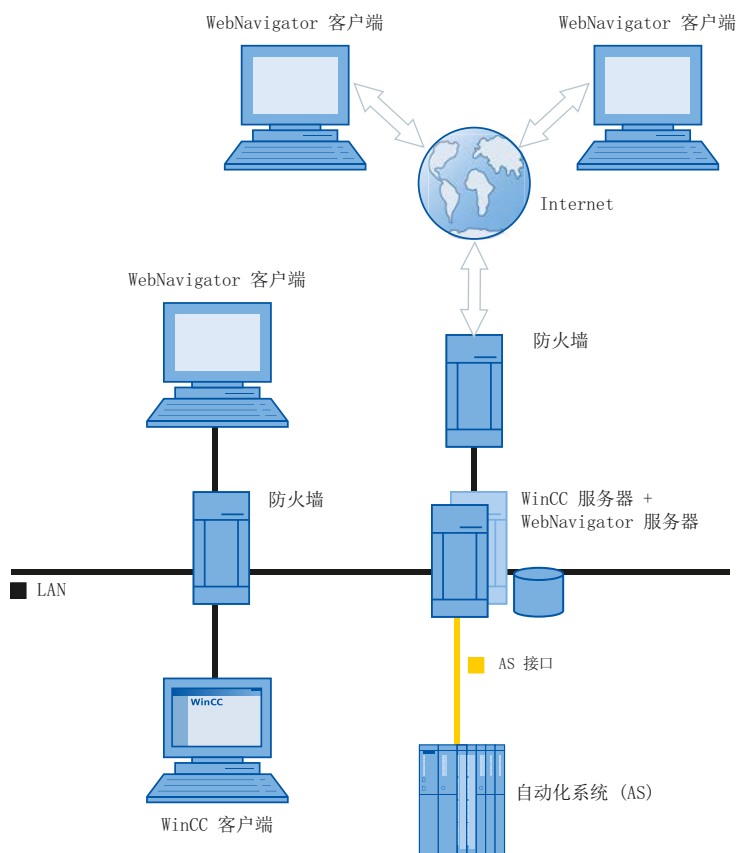 WebNavigator 客户端
WebNavigator 客户端
Internet
WebNavigator 客户端
防火墙
防火墙
WinCC 服务器 +
WebNavigator 服务器
LAN
AS 接口
WinCC
自动化系统 (AS)
WinCC 客户端